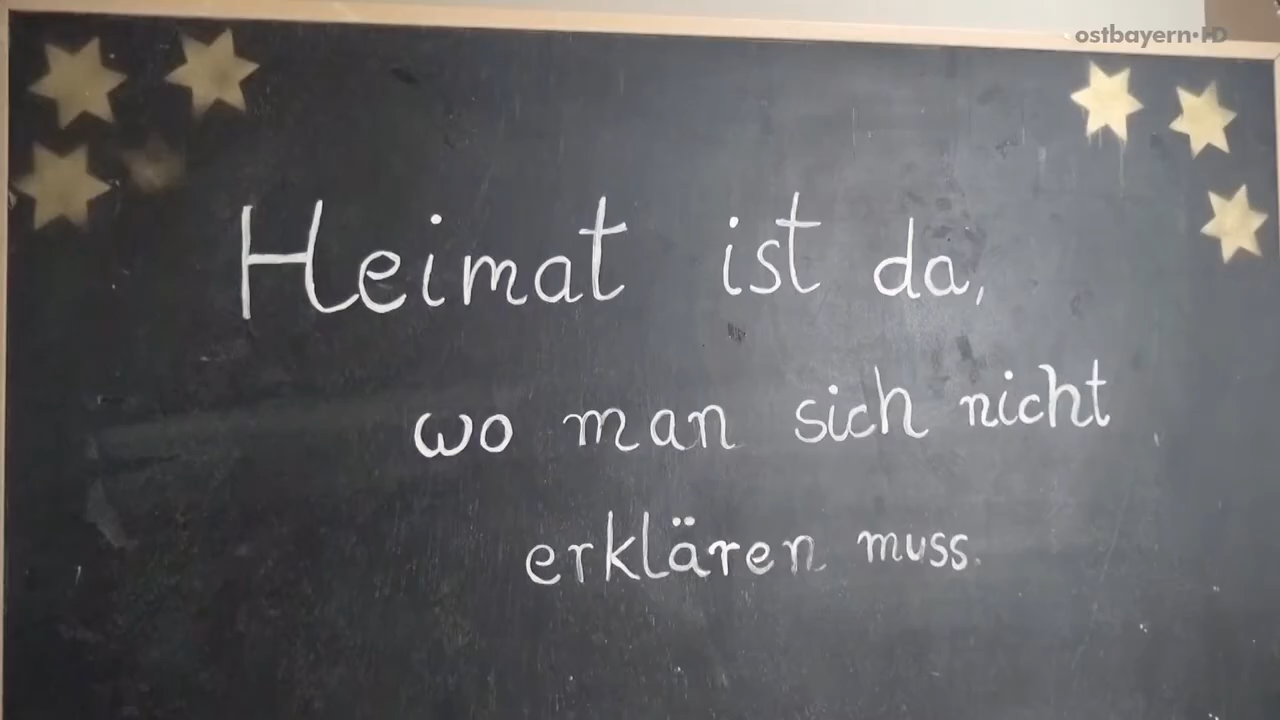 ostbayern•HD
Heimat ist da,
wo man sich nicht
erklären muss.